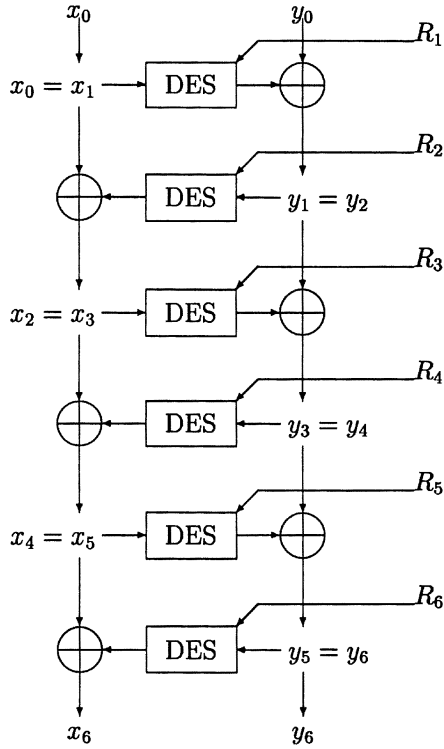 x₀ y₀
R₁
x₀ = x₁ DES
R₂
DES y₁ = y₂
R₃
x₂ = x₃ DES
R₄
DES y₃ = y₄
R₅
x₄ = x₅ DES
R₆
DES y₅ = y₆
x₆ y₆